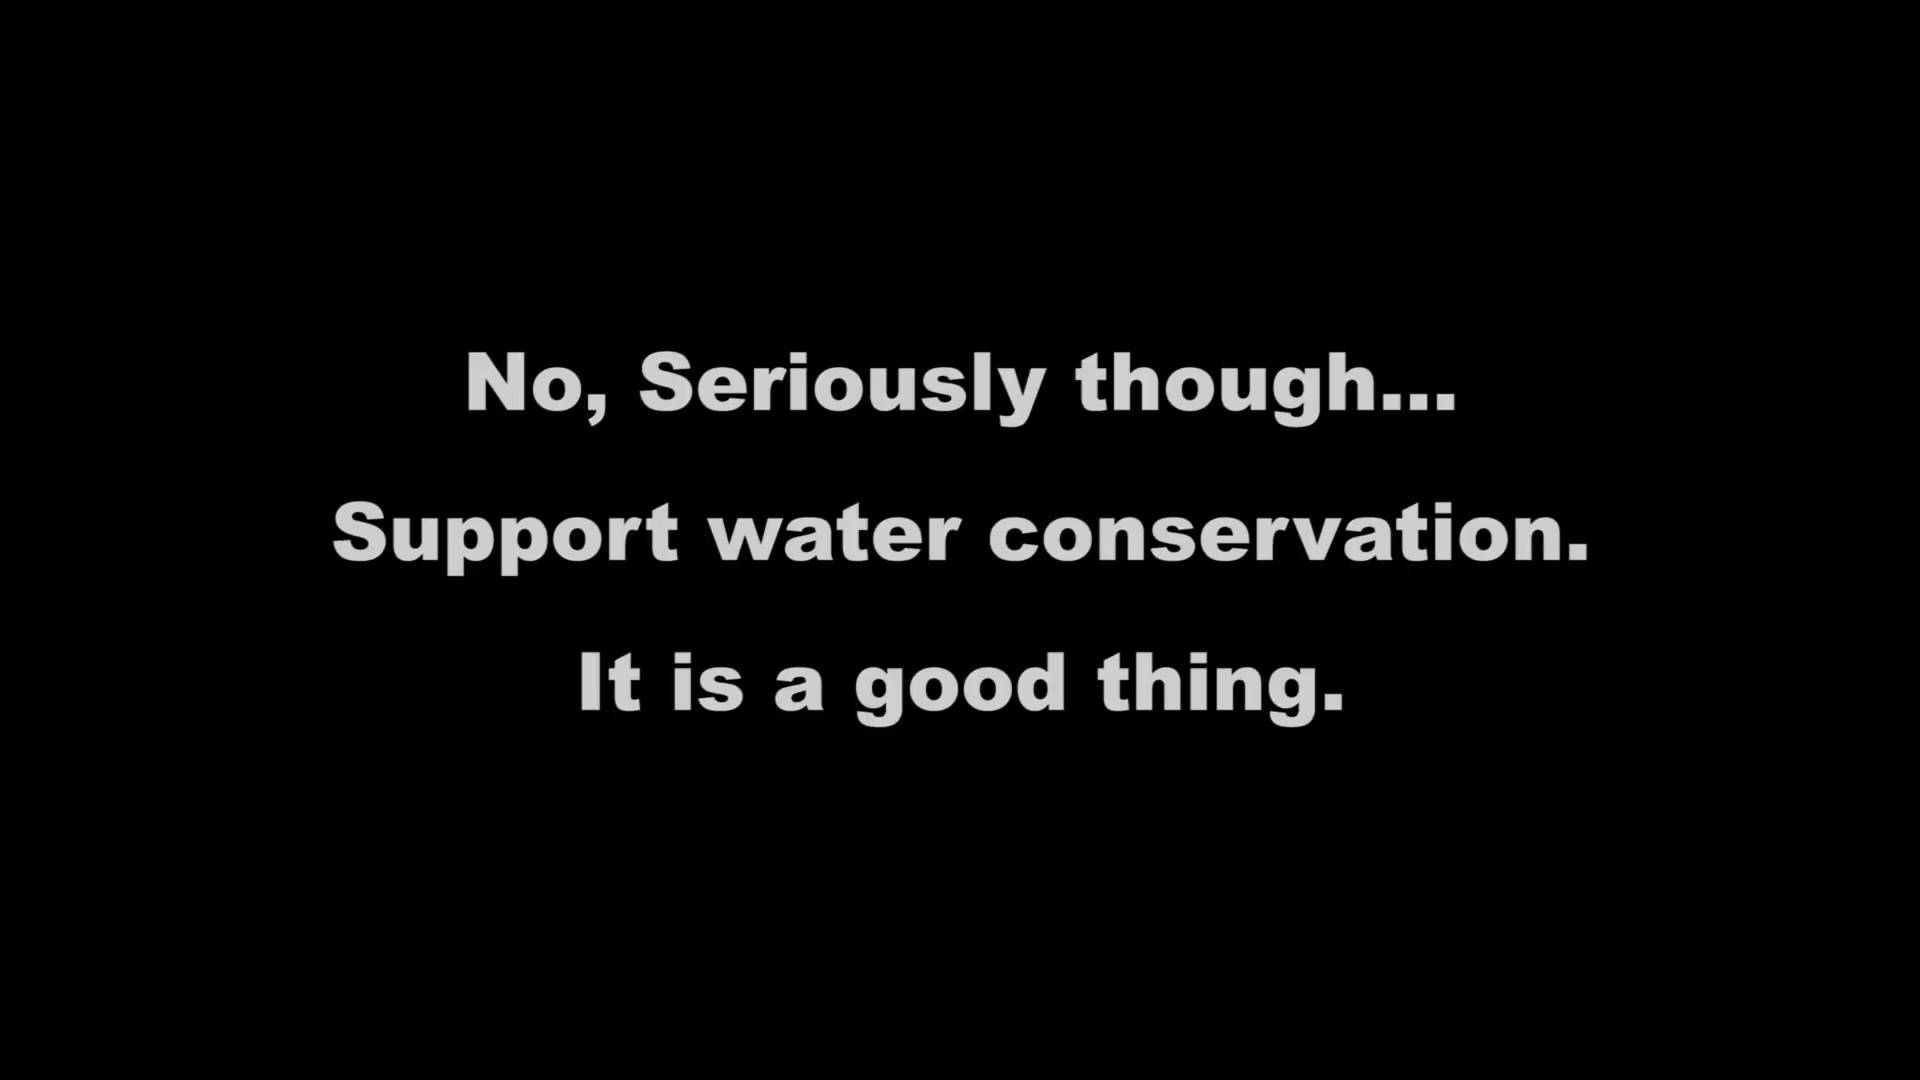 No, Seriously though...
Support water conservation.
It is a good thing.